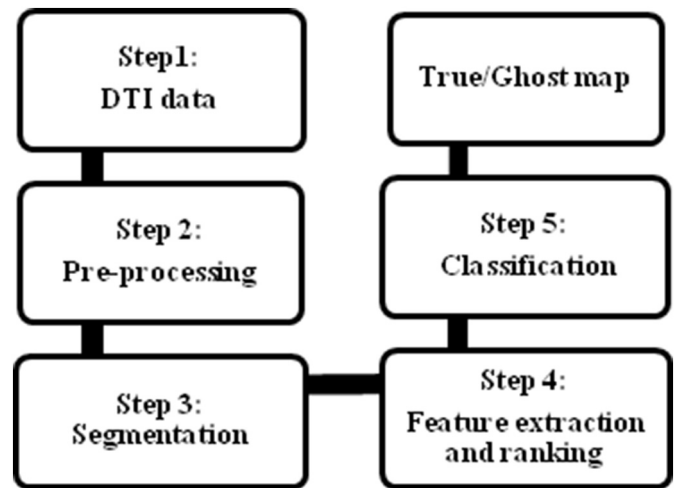 Step1:
DTI data
Step 2:
Pre-processing
Step 3:
Segmentation
Step 4:
Feature extraction
and ranking
Step 5:
Classification
True/Ghost map